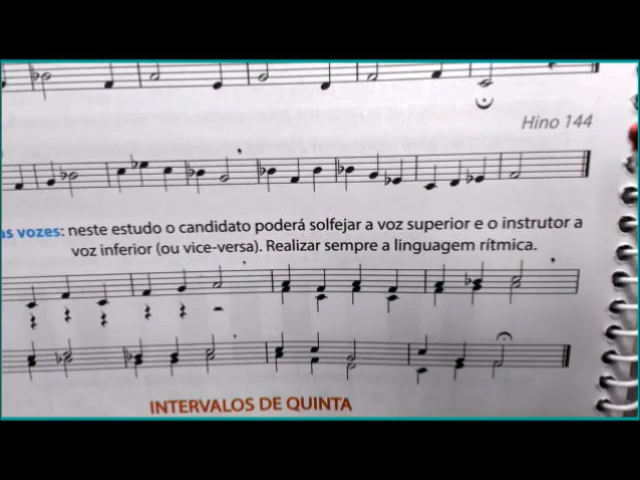 Hino 144
as vozes: neste estudo o candidato poderá solfejar a voz superior e o instrutor a
voz inferior (ou vice-versa). Realizar sempre a linguagem rítmica.
INTERVALOS DE QUINTA